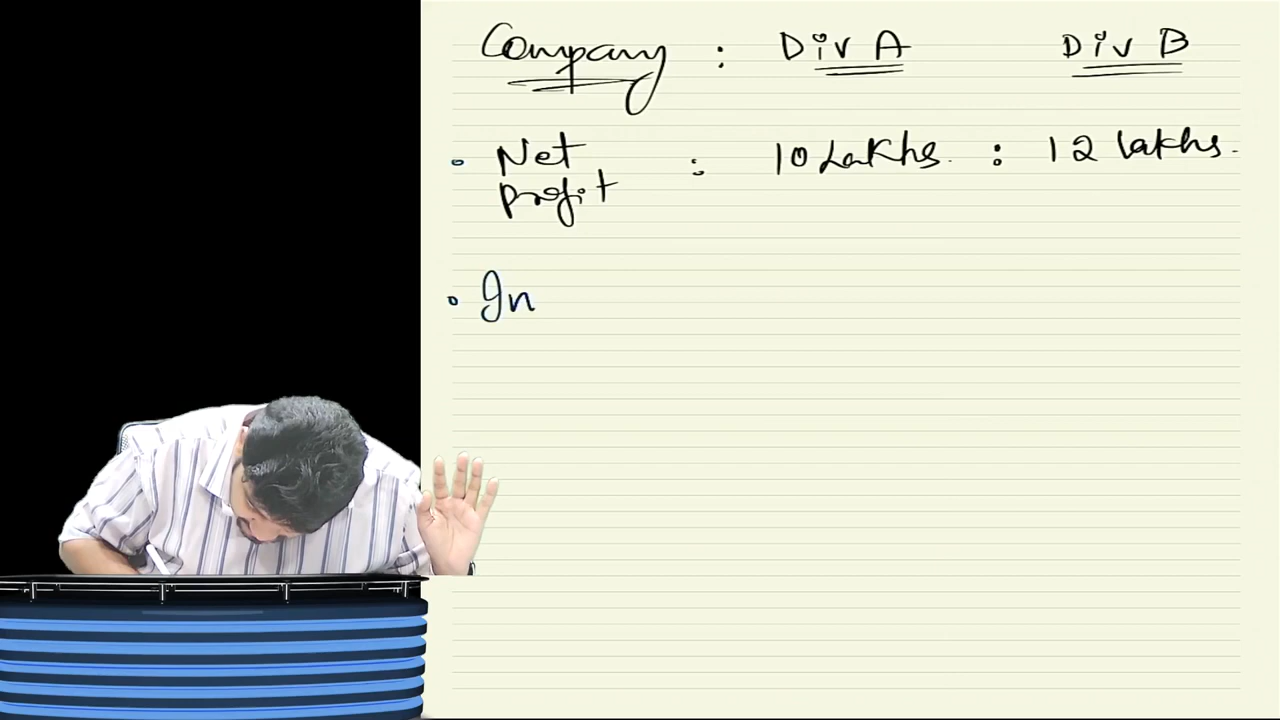 Company : Div A Div B
• Net : 10 Lakhs. : 12 lakhs.
Profit
• In